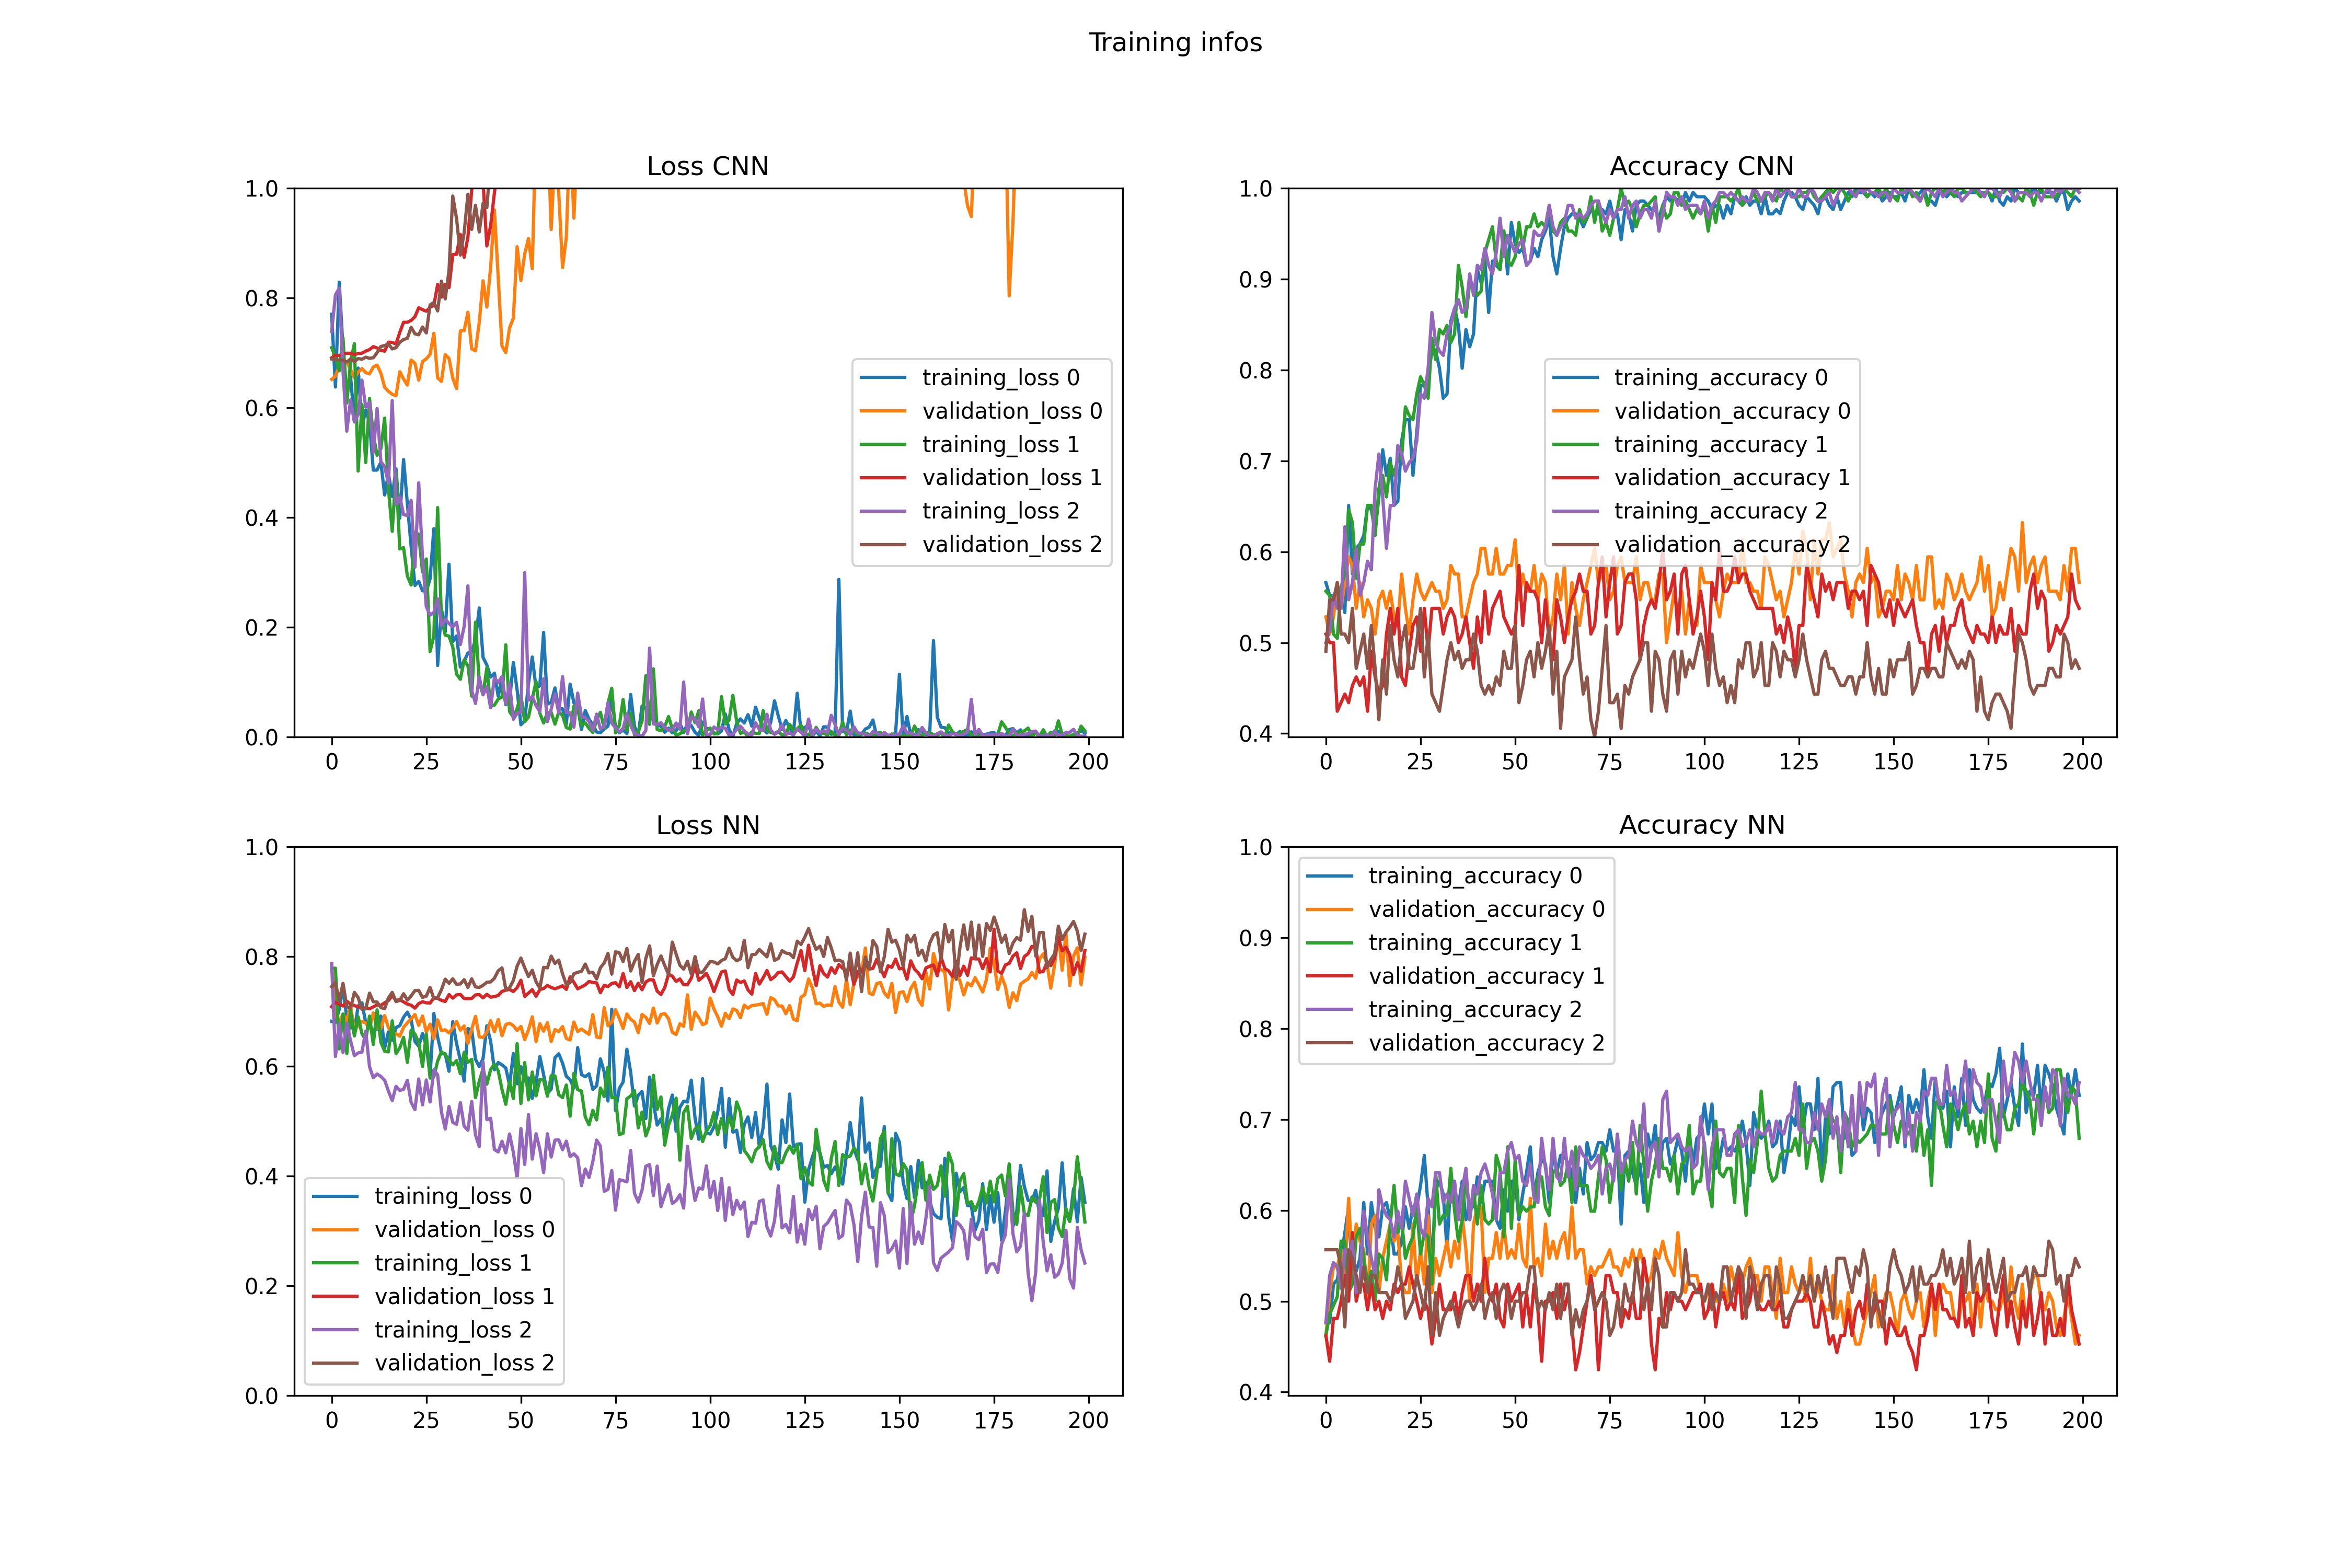 Training infos
Loss CNN
1.0
0.8
0.6
0.4
0.2
0.0
0 25 50 75 100 125 150 175 200
training_loss 0
validation_loss 0
training_loss 1
validation_loss 1
training_loss 2
validation_loss 2
Accuracy CNN
1.0
0.9
0.8
0.7
0.6
0.5
0.4
0 25 50 75 100 125 150 175 200
training_accuracy 0
validation_accuracy 0
training_accuracy 1
validation_accuracy 1
training_accuracy 2
validation_accuracy 2
Loss NN
1.0
0.8
0.6
0.4
0.2
0.0
0 25 50 75 100 125 150 175 200
training_loss 0
validation_loss 0
training_loss 1
validation_loss 1
training_loss 2
validation_loss 2
Accuracy NN
1.0
0.9
0.8
0.7
0.6
0.5
0.4
0 25 50 75 100 125 150 175 200
training_accuracy 0
validation_accuracy 0
training_accuracy 1
validation_accuracy 1
training_accuracy 2
validation_accuracy 2